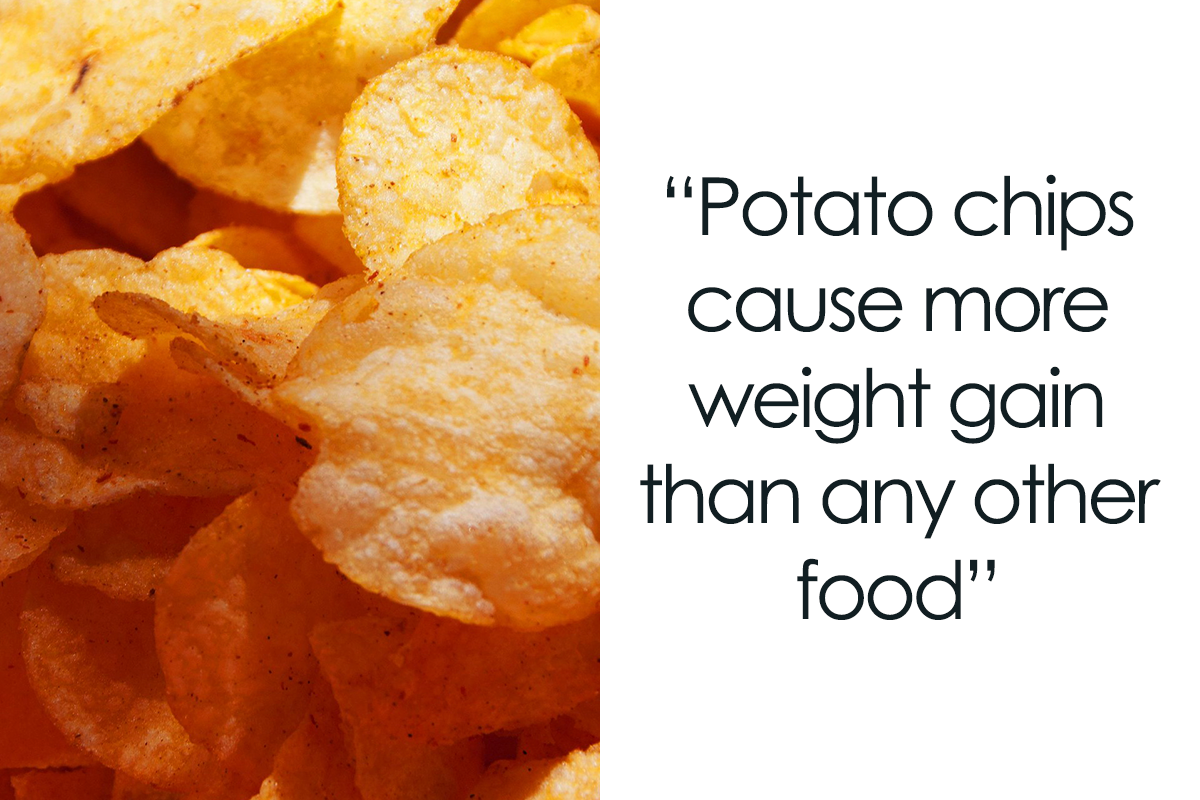 “Potato chips
cause more
weight gain
than any other
food”